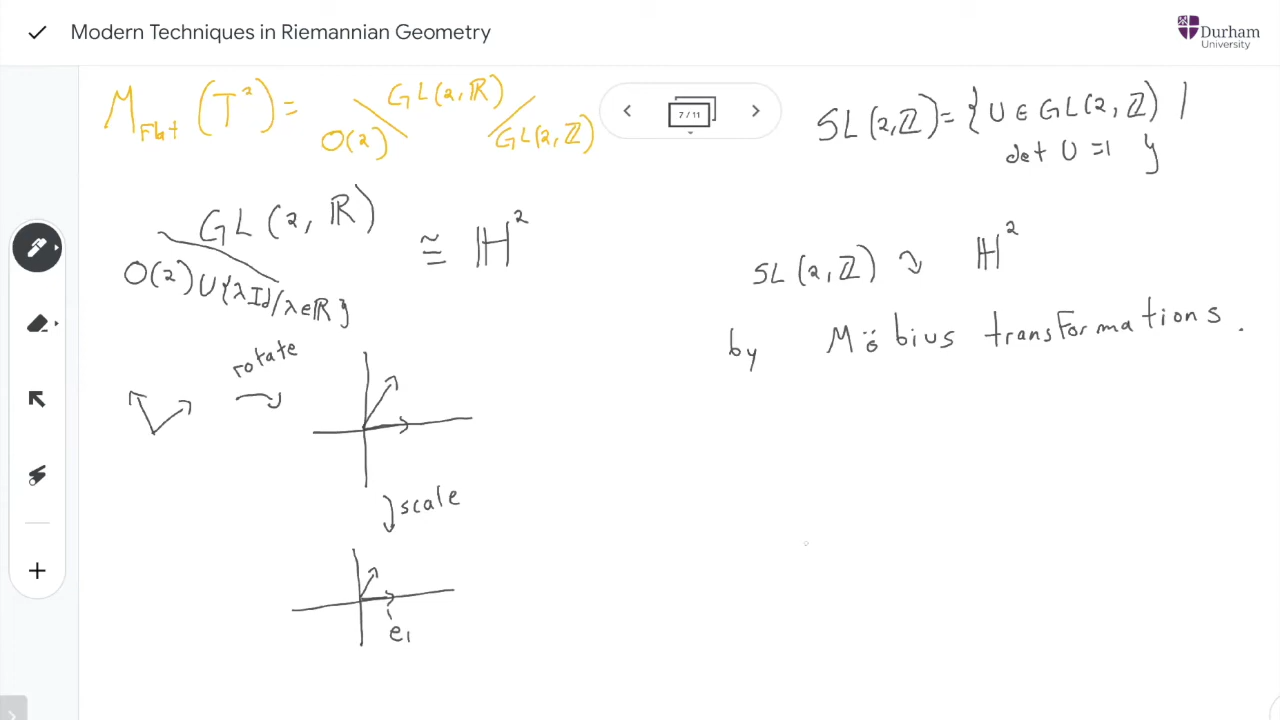 Modern Techniques in Riemannian Geometry
Durham University
M_Flat (T²) = O(2) \ GL(2,ℝ) / GL(2,ℤ)
7 / 11
SL(2,ℤ) = { U ∈ GL(2,ℤ) |
det U = 1 }
GL(2, ℝ)
O(2) ∪ {λId / λ∈ℝ}
≅ ℍ²
SL(2,ℤ) ↷ ℍ²
by Möbius transformations.
rotate
scale
e₁